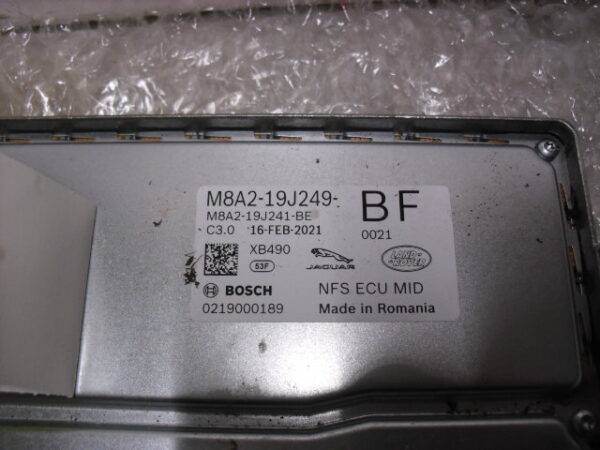 M8A2-19J249- BF
M8A2-19J241-BE
C3.0 16-FEB-2021 0021
XB490
53F JAGUAR LAND-ROVER
BOSCH NFS ECU MID
0219000189 Made in Romania